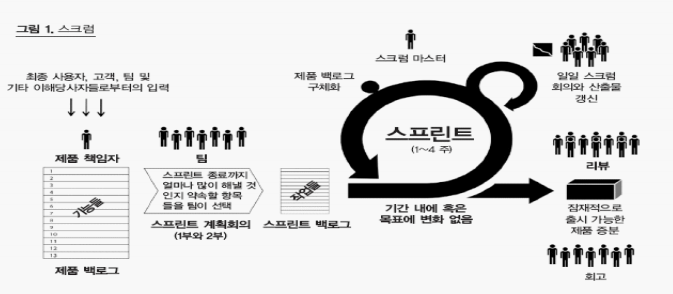 그림 1. 스크럼
최종 사용자, 고객, 팀 및
기타 이해당사자들로부터의 입력
제품 책임자
1
2
3
4
5
6
7
8
9
10
11
12
13
기능들
제품 백로그
팀
스프린트 종료까지
얼마나 많이 해낼 것
인지 약속할 항목
들을 팀이 선택
스프린트 계획회의
(1부와 2부)
작업들
스프린트 백로그
스크럼 마스터
제품 백로그
구체화
스프린트
(1~4 주)
기간 내에 혹은
목표에 변화 없음
일일 스크럼
회의와 산출물
갱신
리뷰
잠재적으로
출시 가능한
제품 증분
회고